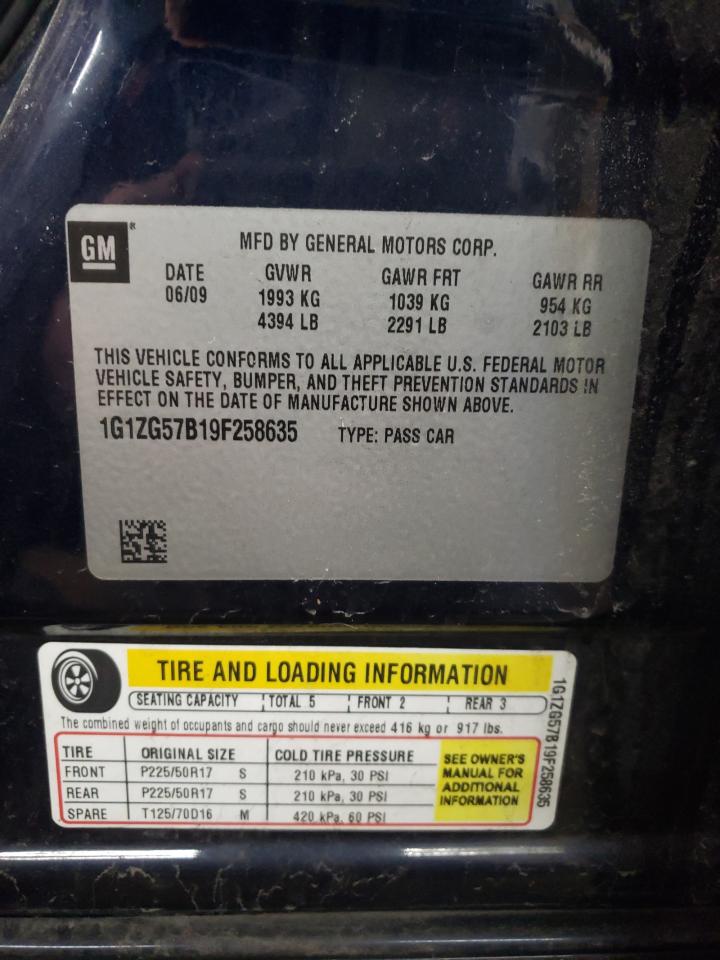 GM ®
MFD BY GENERAL MOTORS CORP.
DATE GVWR GAWR FRT GAWR RR
06/09 1993 KG 1039 KG 954 KG
4394 LB 2291 LB 2103 LB
THIS VEHICLE CONFORMS TO ALL APPLICABLE U.S. FEDERAL MOTOR
VEHICLE SAFETY, BUMPER, AND THEFT PREVENTION STANDARDS IN
EFFECT ON THE DATE OF MANUFACTURE SHOWN ABOVE.
1G1ZG57B19F258635 TYPE: PASS CAR
TIRE AND LOADING INFORMATION
SEATING CAPACITY TOTAL 5 FRONT 2 REAR 3
The combined weight of occupants and cargo should never exceed 416 kg or 917 lbs.
TIRE ORIGINAL SIZE COLD TIRE PRESSURE
FRONT P225/50R17 S 210 kPa, 30 PSI
REAR P225/50R17 S 210 kPa, 30 PSI
SPARE T125/70D16 M 420 kPa, 60 PSI
SEE OWNER'S
MANUAL FOR
ADDITIONAL
INFORMATION
1G1ZG57B19F258635